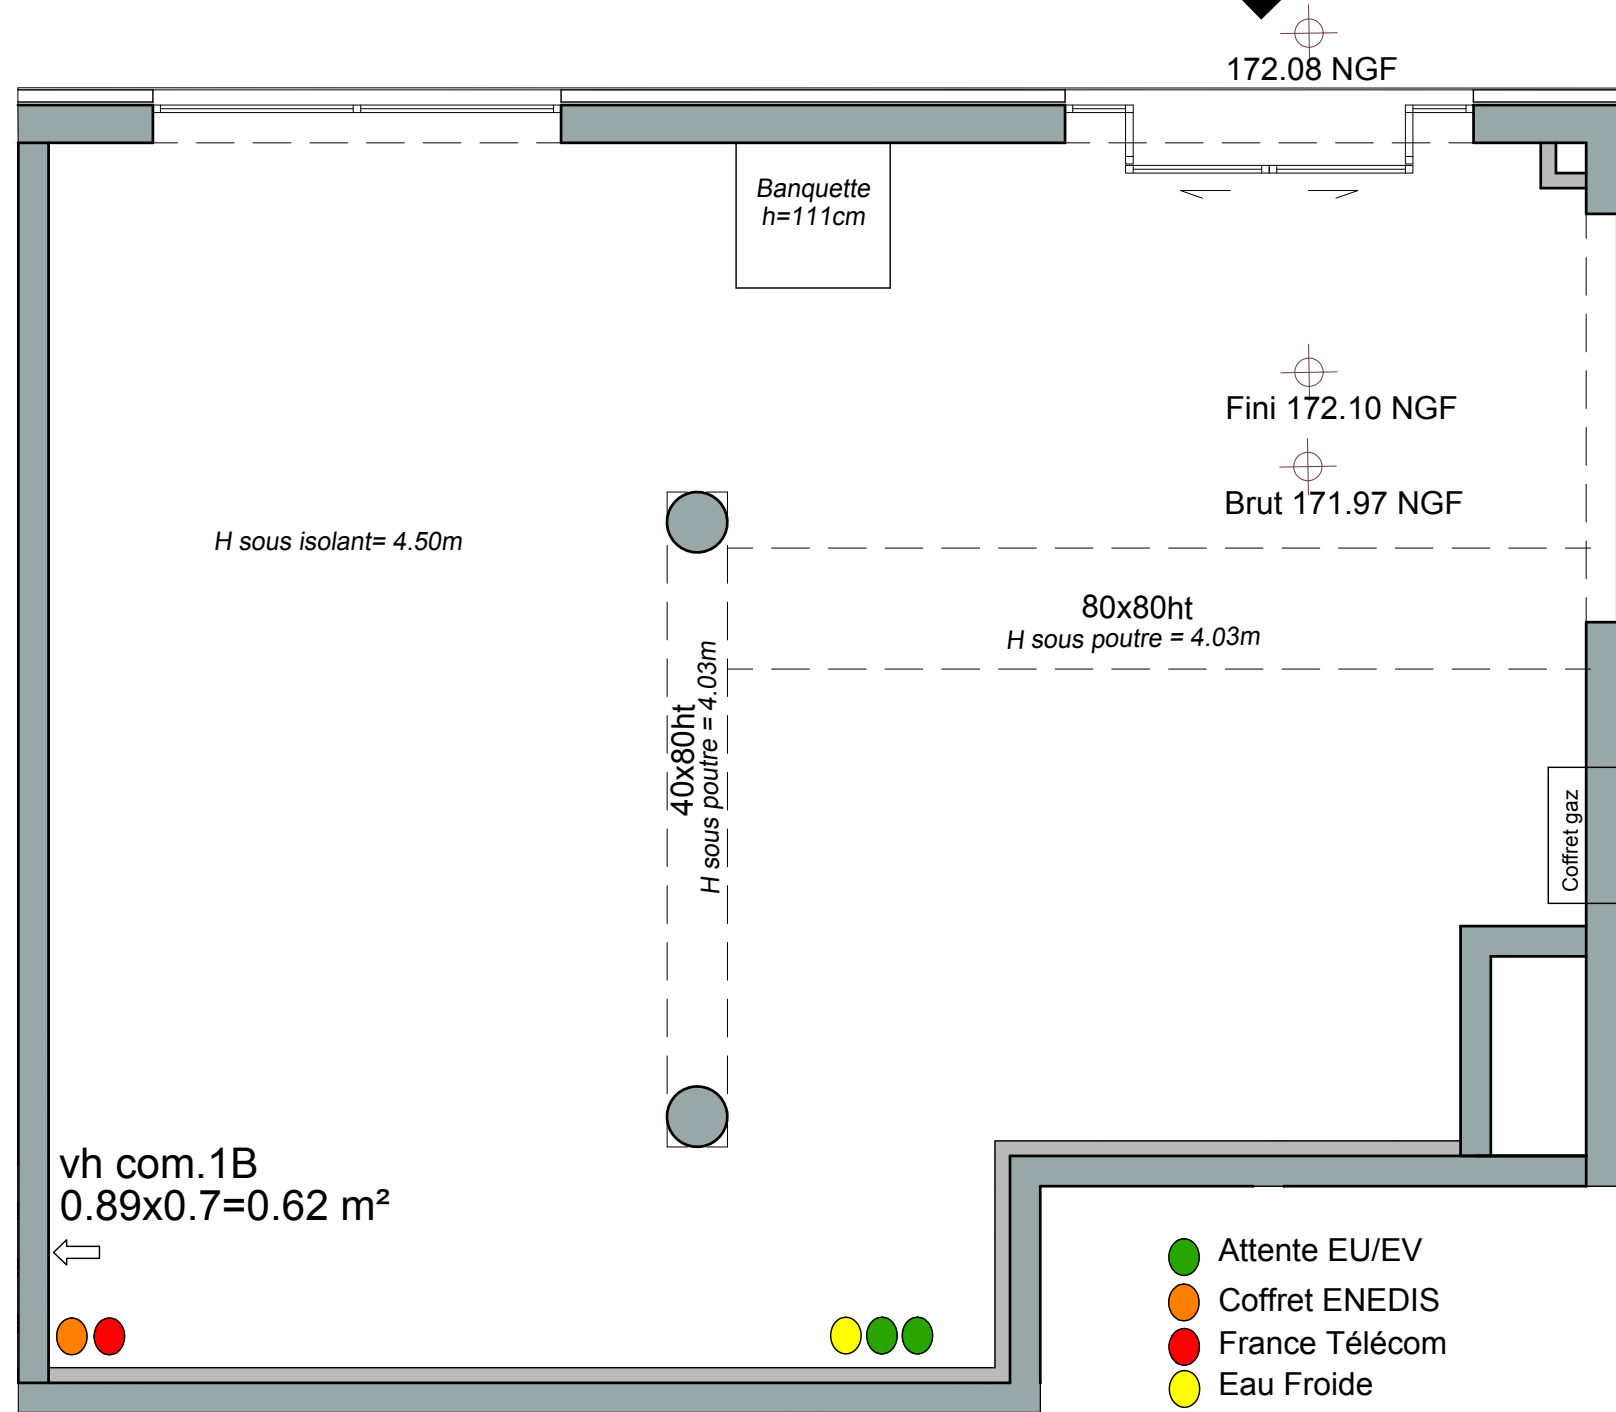 172.08 NGF
Banquette
h=111cm
Fini 172.10 NGF
Brut 171.97 NGF
H sous isolant= 4.50m
80x80ht
H sous poutre = 4.03m
40x80ht
H sous poutre = 4.03m
Coffret gaz
vh com.1B
0.89x0.7=0.62 m²
Attente EU/EV
Coffret ENEDIS
France Télécom
Eau Froide